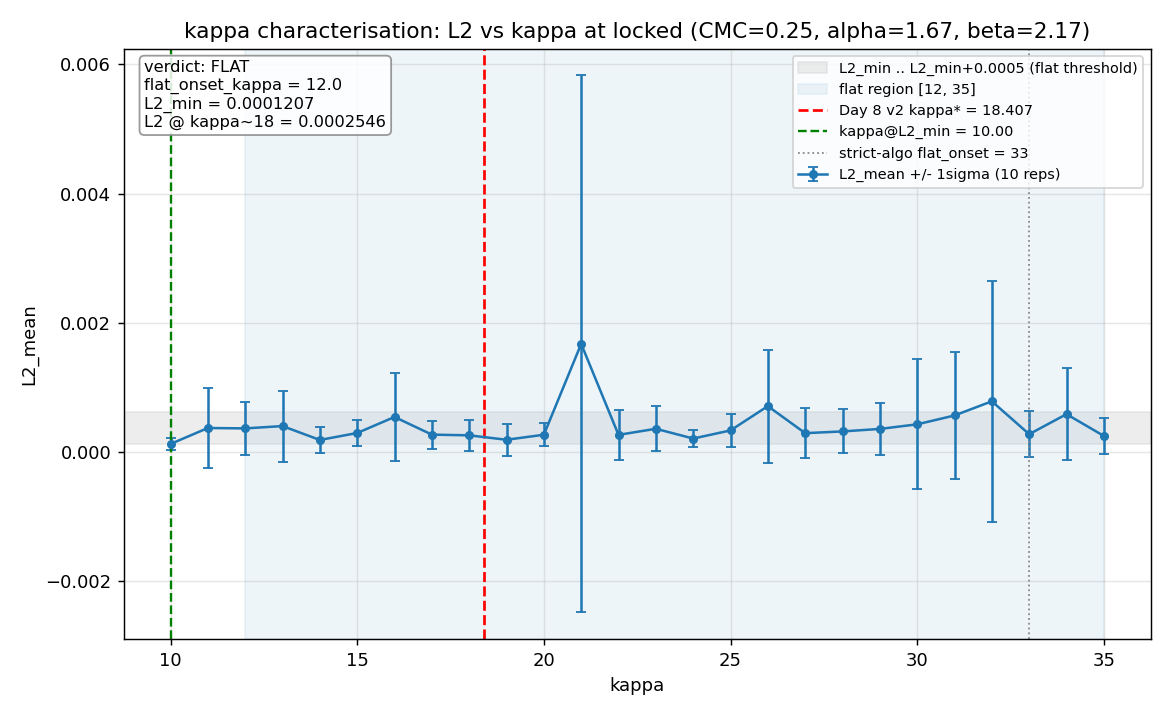 kappa characterisation: L2 vs kappa at locked (CMC=0.25, alpha=1.67, beta=2.17)
verdict: FLAT
flat_onset_kappa = 12.0
L2_min = 0.0001207
L2 @ kappa~18 = 0.0002546
L2_min .. L2_min+0.0005 (flat threshold)
flat region [12, 35]
Day 8 v2 kappa* = 18.407
kappa@L2_min = 10.00
strict-algo flat_onset = 33
L2_mean +/- 1sigma (10 reps)
0.006
0.004
0.002
0.000
−0.002
L2_mean
10 15 20 25 30 35
kappa